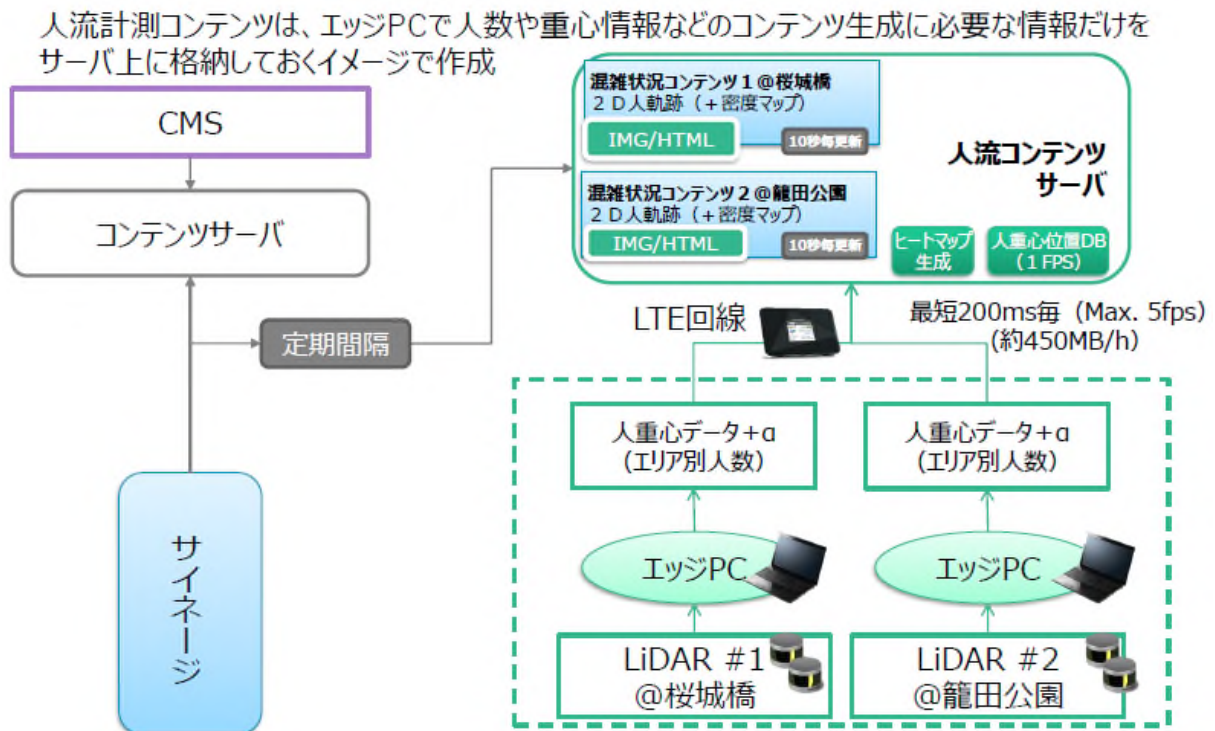 人流計測コンテンツは、エッジPCで人数や重心情報などのコンテンツ生成に必要な情報だけを
サーバ上に格納しておくイメージで作成
CMS
コンテンツサーバ
定期間隔
サイネージ
混雑状況コンテンツ1@桜城橋
2D人軌跡(+密度マップ)
IMG/HTML
10秒毎更新
混雑状況コンテンツ2@籠田公園
2D人軌跡(+密度マップ)
IMG/HTML
10秒毎更新
人流コンテンツ
サーバ
ヒートマップ
生成
人重心位置DB
(1FPS)
LTE回線
最短200ms毎(Max. 5fps)
(約450MB/h)
人重心データ+α
(エリア別人数)
人重心データ+α
(エリア別人数)
エッジPC
エッジPC
LiDAR #1
@桜城橋
LiDAR #2
@籠田公園